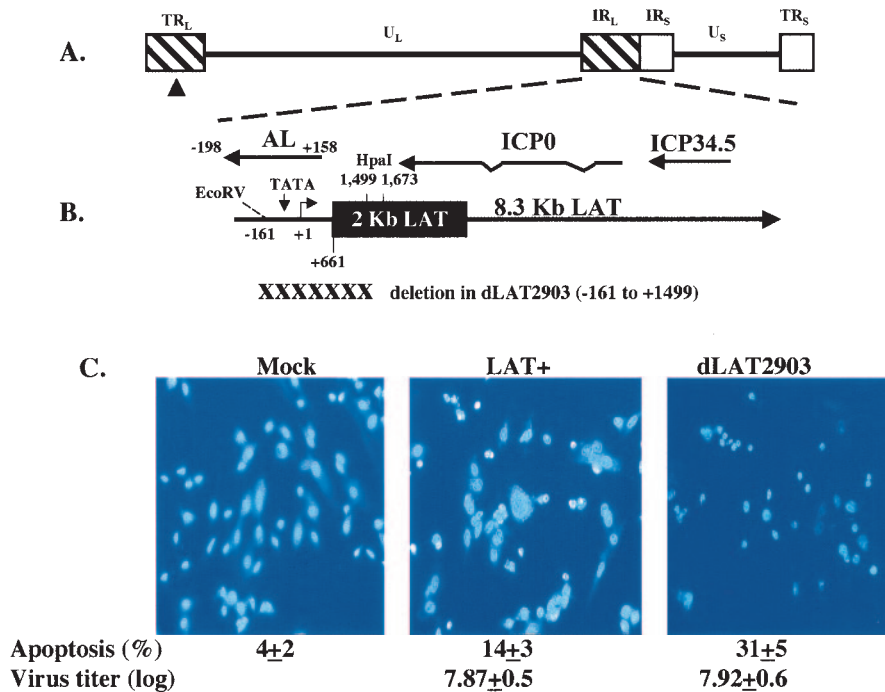 TRL UL IRL IRS US TRS
A.
-198 AL +158 ICP0 ICP34.5
HpaI
EcoRV TATA 1,499 1,673
B. 2 Kb LAT 8.3 Kb LAT
-161 +1
+661
XXXXXXX deletion in dLAT2903 (-161 to +1499)
C. Mock LAT+ dLAT2903
Apoptosis (%) 4±2 14±3 31±5
Virus titer (log) 7.87±0.5 7.92±0.6